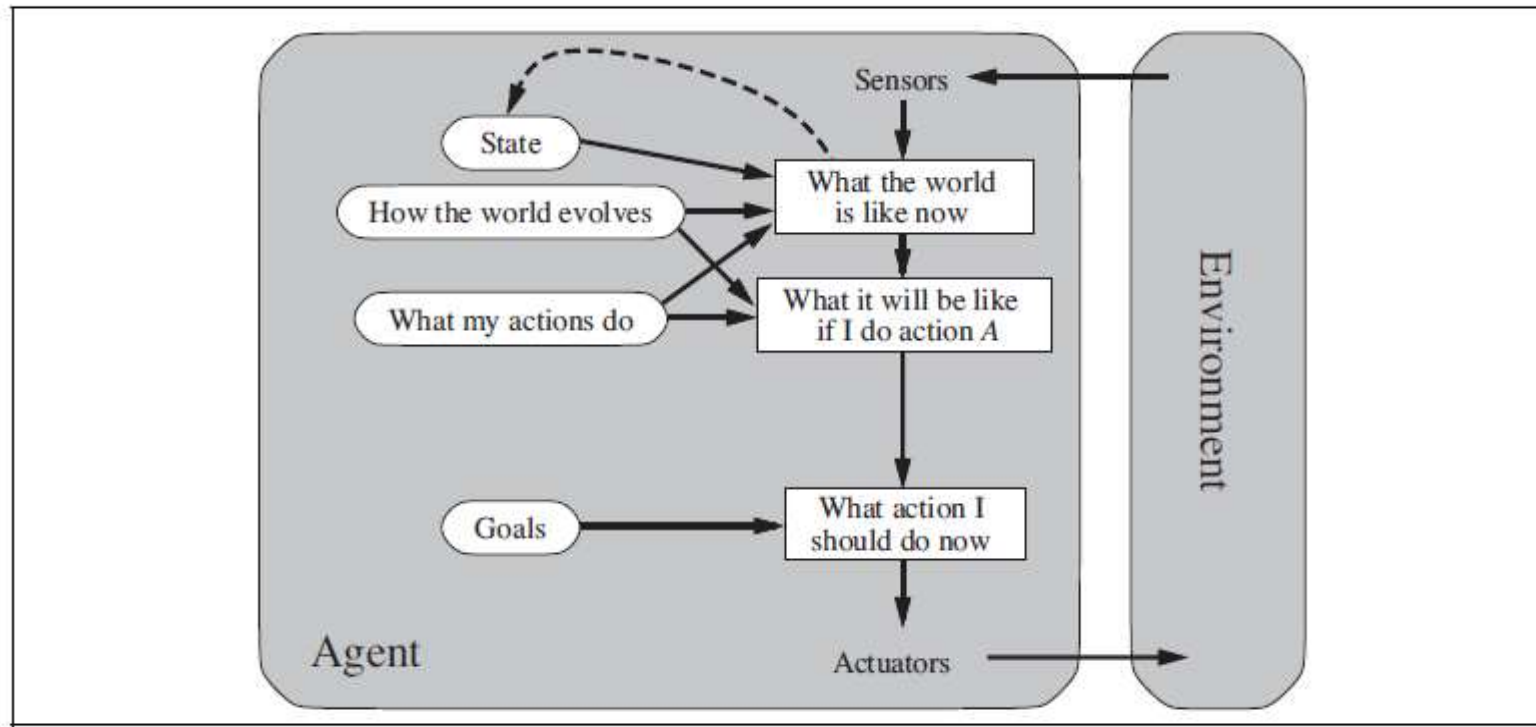 Sensors
State
What the world
is like now
How the world evolves
What it will be like
if I do action A
What my actions do
Environment
Goals
What action I
should do now
Agent
Actuators